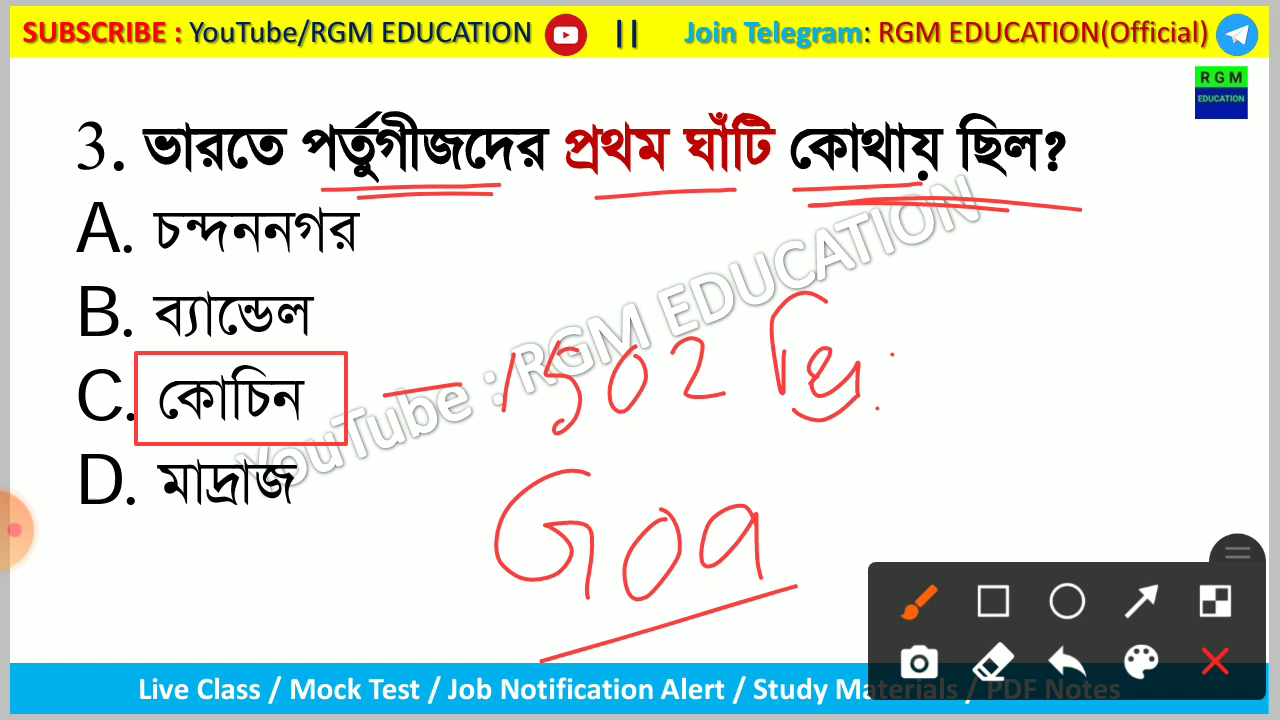 SUBSCRIBE : YouTube/RGM EDUCATION || Join Telegram: RGM EDUCATION(Official)
RGM
EDUCATION
3. ভারতে পর্তুগীজদের প্রথম ঘাঁটি কোথায় ছিল?
A. চন্দননগর
B. ব্যান্ডেল
C. কোচিন – 1502 খ্রি:
D. মাদ্রাজ
Goa
YouTube : RGM EDUCATION
Live Class / Mock Test / Job Notification Alert / Study Materials / PDF Notes